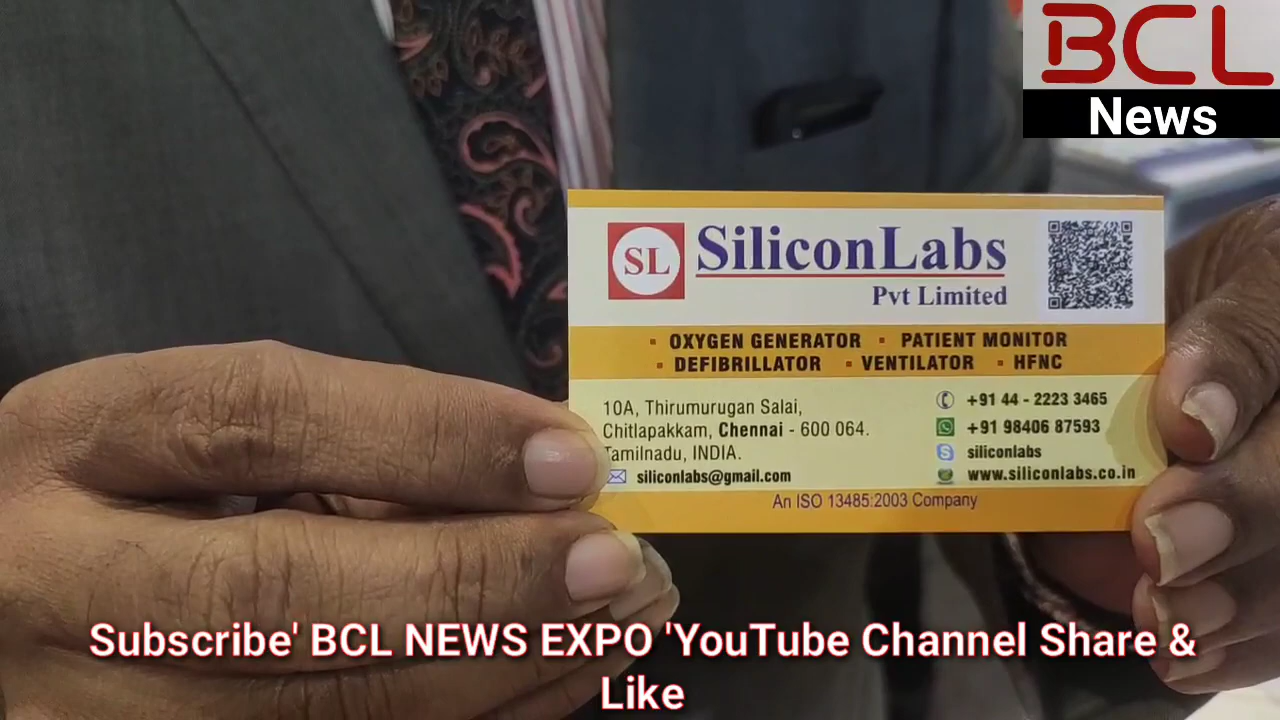 BCL
News
SL
SiliconLabs
Pvt Limited
▪ OXYGEN GENERATOR ▪ PATIENT MONITOR
▪ DEFIBRILLATOR ▪ VENTILATOR ▪ HFNC
10A, Thirumurugan Salai,
Chitlapakkam, Chennai - 600 064.
Tamilnadu, INDIA.
siliconlabs@gmail.com
+91 44 - 2223 3465
+91 98406 87593
siliconlabs
www.siliconlabs.co.in
An ISO 13485:2003 Company
Subscribe' BCL NEWS EXPO 'YouTube Channel Share &
Like